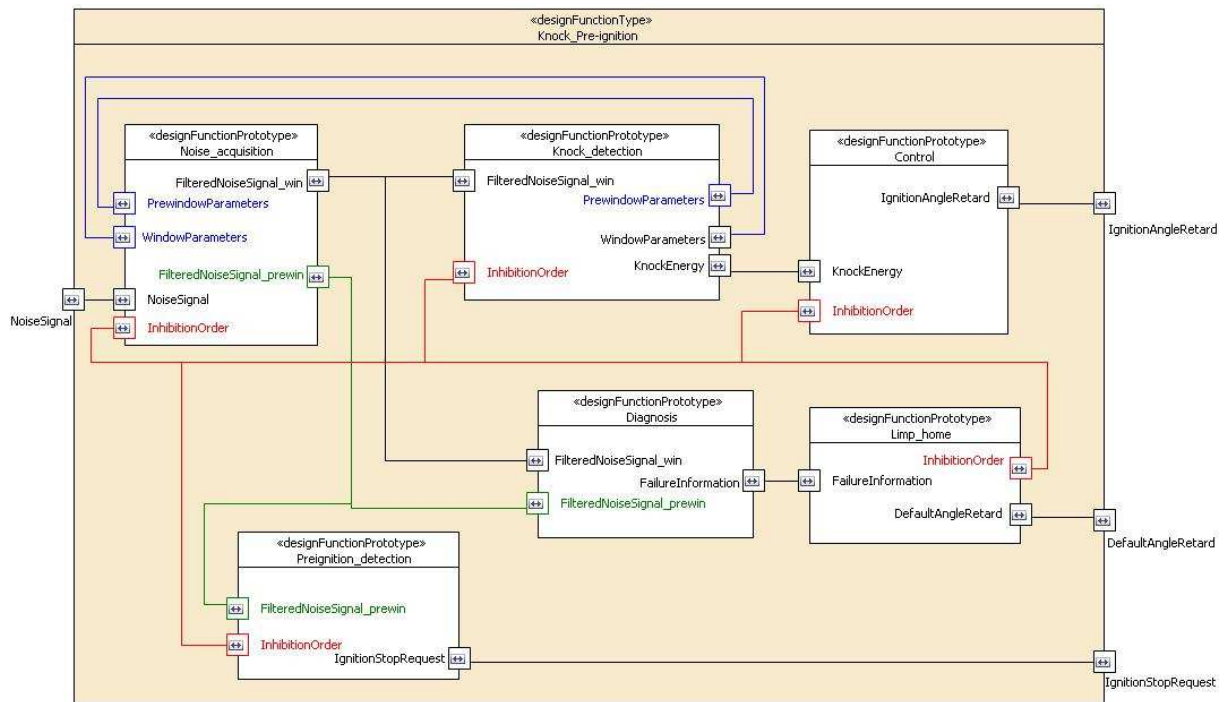 «designFunctionType»
Knock_Pre-ignition
«designFunctionPrototype»
Noise_acquisition
FilteredNoiseSignal_win
PrewindowParameters
WindowParameters
FilteredNoiseSignal_prewin
NoiseSignal
InhibitionOrder
NoiseSignal
«designFunctionPrototype»
Knock_detection
FilteredNoiseSignal_win
PrewindowParameters
WindowParameters
KnockEnergy
InhibitionOrder
«designFunctionPrototype»
Control
IgnitionAngleRetard
KnockEnergy
InhibitionOrder
IgnitionAngleRetard
«designFunctionPrototype»
Diagnosis
FilteredNoiseSignal_win
FailureInformation
FilteredNoiseSignal_prewin
«designFunctionPrototype»
Limp_home
InhibitionOrder
FailureInformation
DefaultAngleRetard
DefaultAngleRetard
«designFunctionPrototype»
Preignition_detection
FilteredNoiseSignal_prewin
InhibitionOrder
IgnitionStopRequest
IgnitionStopRequest